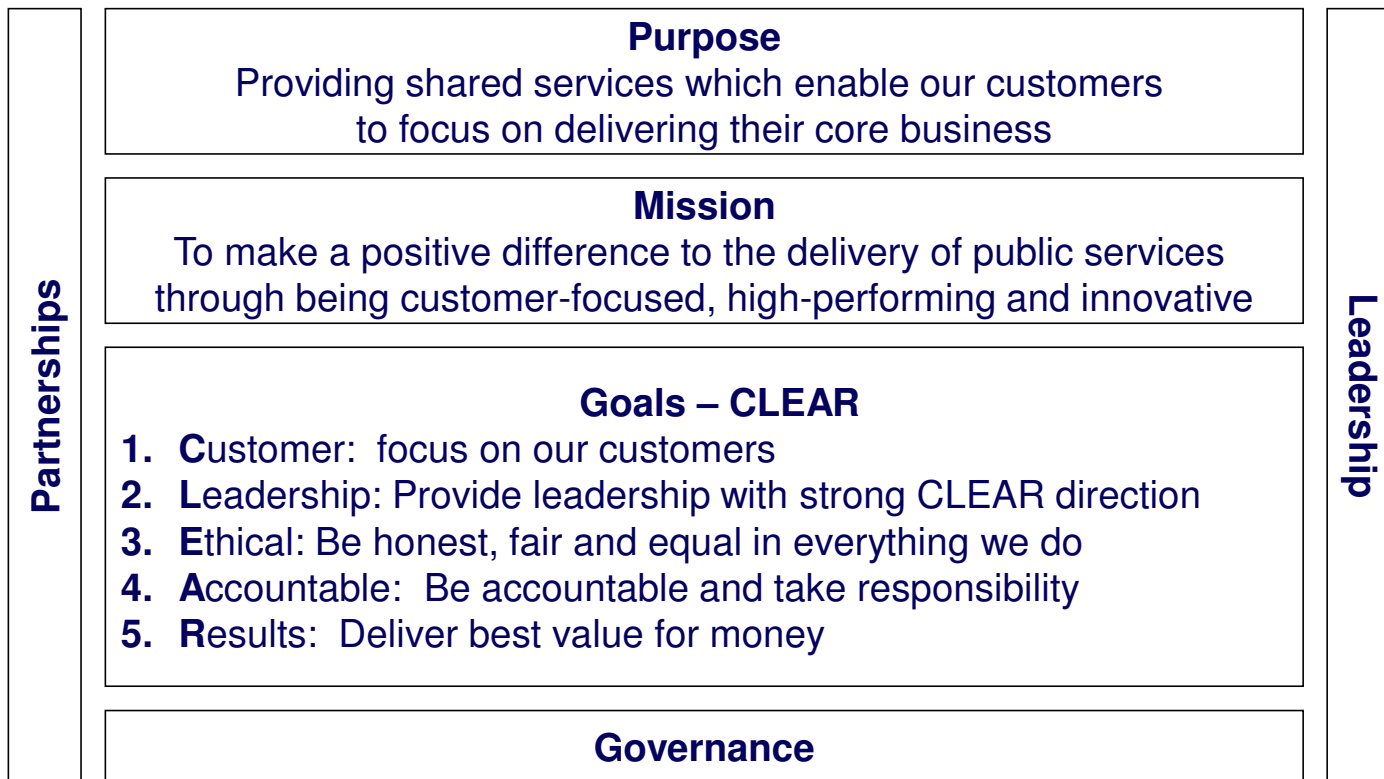 Partnerships
Purpose
Providing shared services which enable our customers
to focus on delivering their core business
Mission
To make a positive difference to the delivery of public services
through being customer-focused, high-performing and innovative
Goals – CLEAR
1. Customer:  focus on our customers
2. Leadership: Provide leadership with strong CLEAR direction
3. Ethical: Be honest, fair and equal in everything we do
4. Accountable:  Be accountable and take responsibility
5. Results:  Deliver best value for money
Governance
Leadership